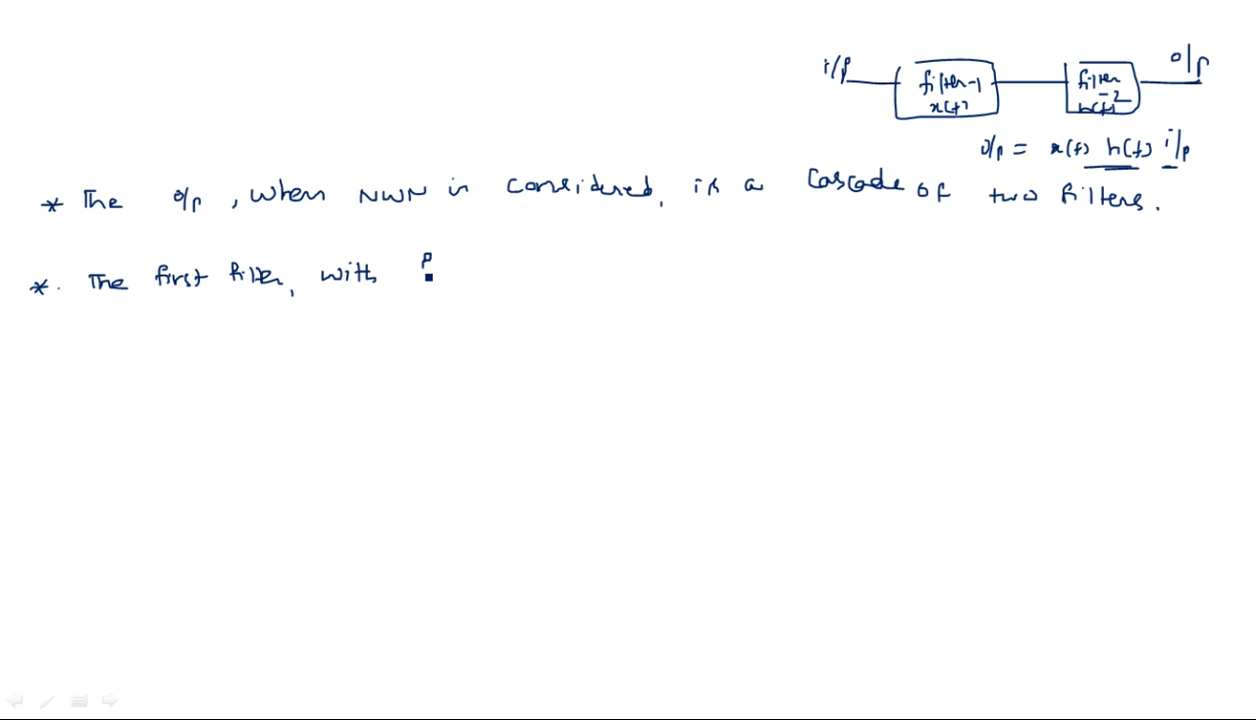 i/p filter-1 x(f) filter-2 h(f) o/p
o/p = x(f) h(f) i/p
* The o/p, when NWN is considered, is a cascade of two filters.
*. The first filter, with P